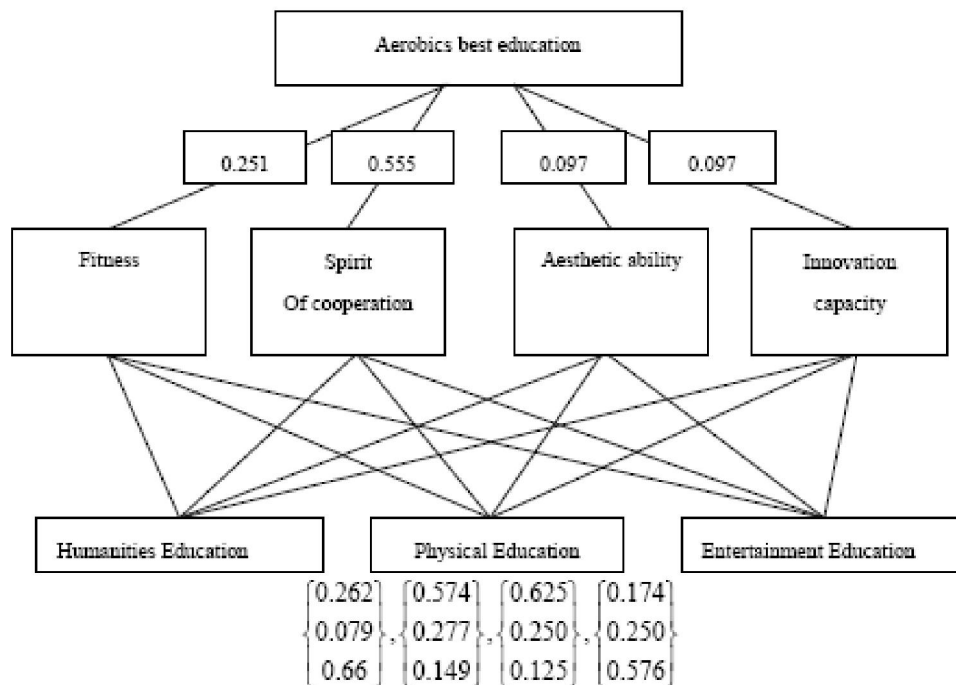 Aerobics best education
0.251 0.555 0.097 0.097
Fitness Spirit Aesthetic ability Innovation
Of cooperation capacity
Humanities Education Physical Education Entertainment Education
{0.262} {0.574} {0.625} {0.174}
{0.079} , {0.277} , {0.250} , {0.250}
{0.66} {0.149} {0.125} {0.576}